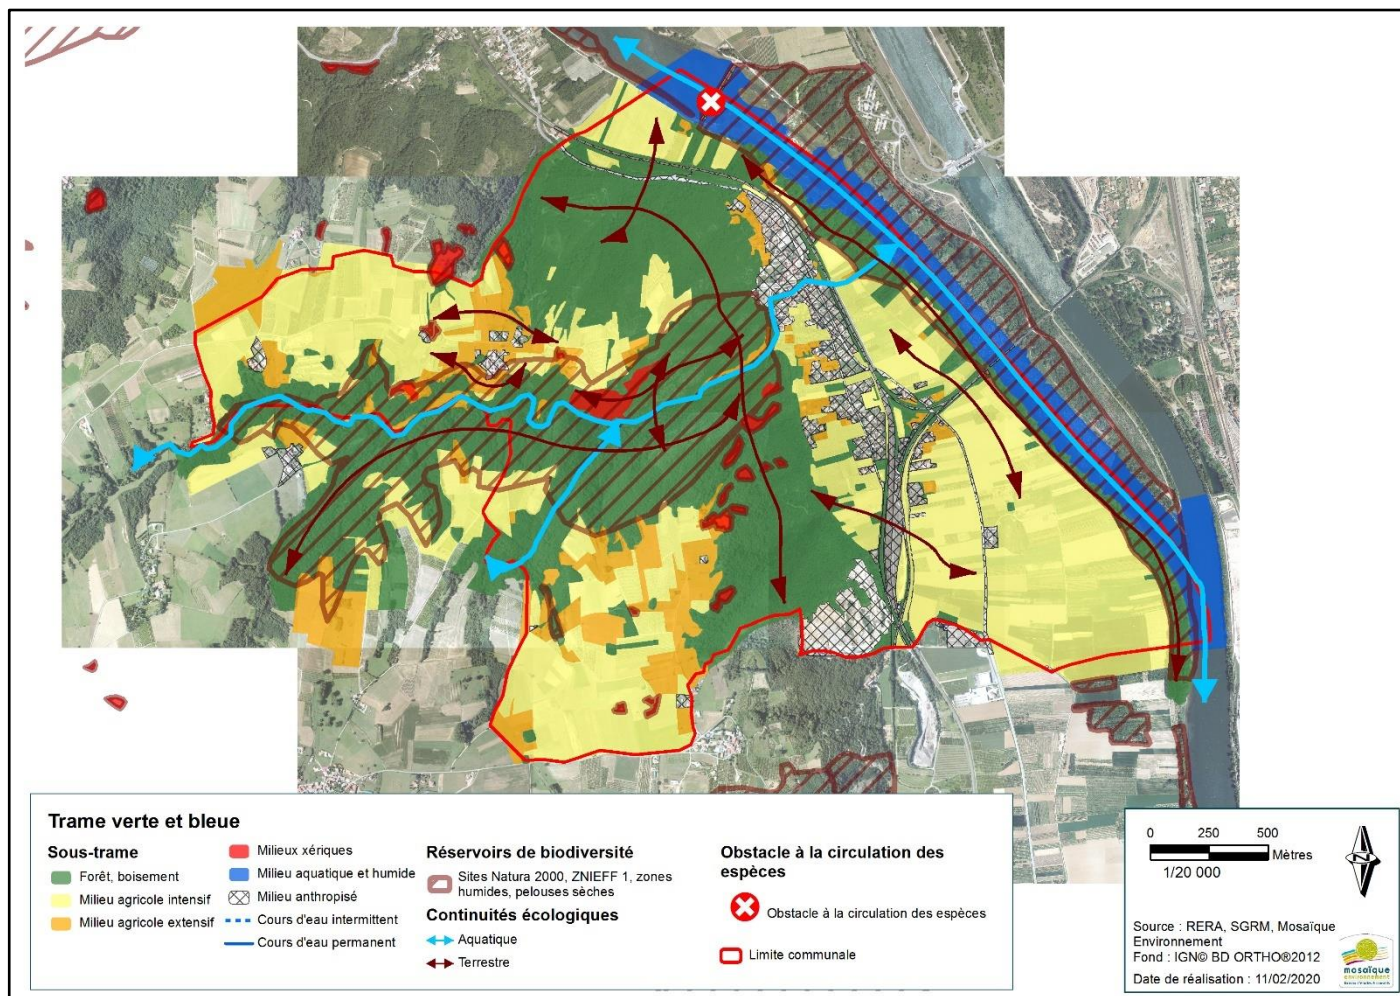 Trame verte et bleue
Sous-trame
Forêt, boisement
Milieu agricole intensif
Milieu agricole extensif
Milieux xériques
Milieu aquatique et humide
Milieu anthropisé
Cours d'eau intermittent
Cours d'eau permanent
Réservoirs de biodiversité
Sites Natura 2000, ZNIEFF 1, zones
humides, pelouses sèches
Continuités écologiques
Aquatique
Terrestre
Obstacle à la circulation des
espèces
Obstacle à la circulation des espèces
Limite communale
0 250 500
Mètres
1/20 000
N
Source : RERA, SGRM, Mosaïque
Environnement
Fond : IGN© BD ORTHO®2012
Date de réalisation : 11/02/2020
mosaïque
environnement